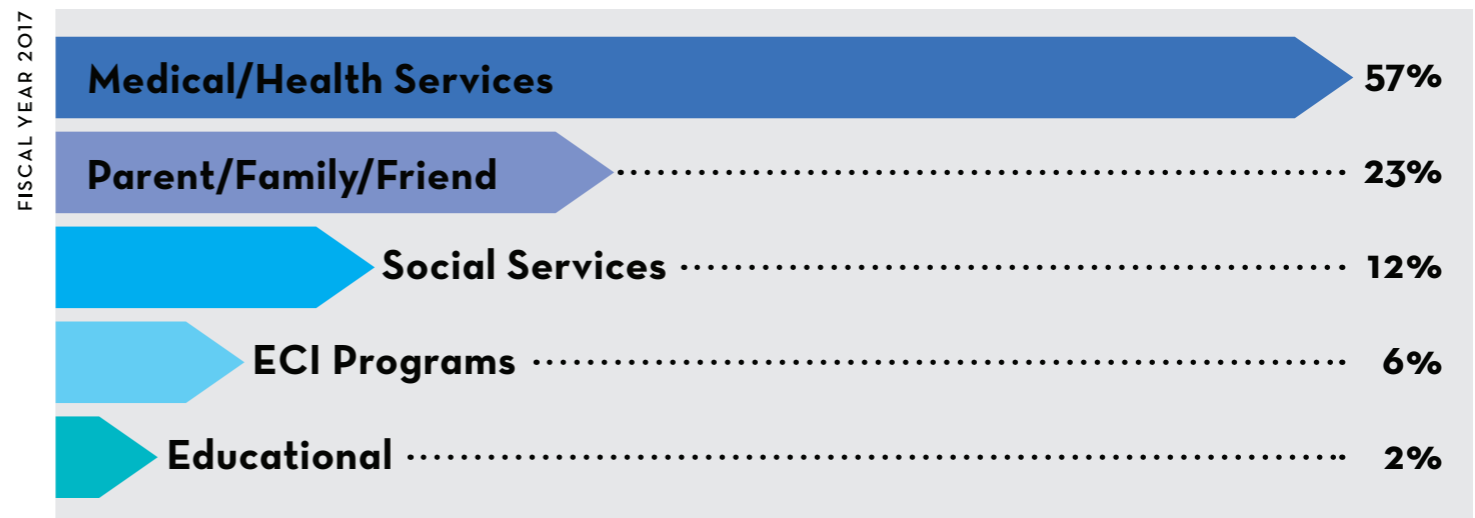 FISCAL YEAR 2017
Medical/Health Services 57%
Parent/Family/Friend 23%
Social Services 12%
ECI Programs 6%
Educational 2%